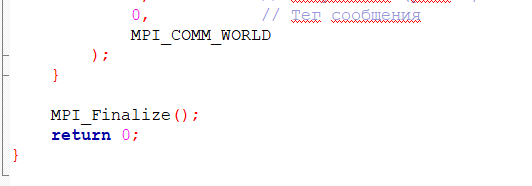 0, // Тег сообщения
MPI_COMM_WORLD
);
}
MPI_Finalize();
return 0;
}